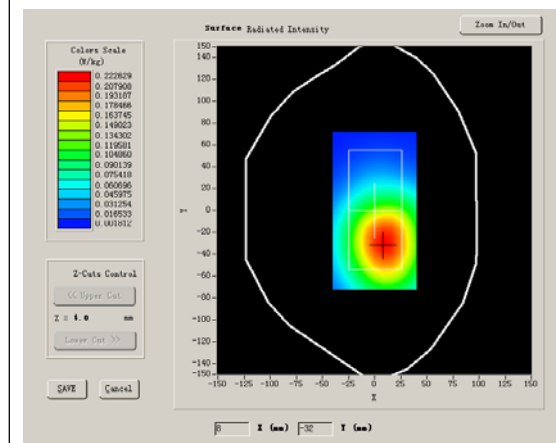 Surface Radiated Intensity
Zoom In/Out
Colors Scale
(W/kg)
0.222629
0.207908
0.193187
0.178466
0.163745
0.149023
0.134302
0.119581
0.104860
0.090139
0.075418
0.060696
0.045975
0.031254
0.016533
0.001812
Z-Cuts Control
<< Upper Cut
Z = 4.0 mm
Lower Cut >>
SAVE
Cancel
150
140
120
100
80
60
40
20
0
-20
-40
-60
-80
-100
-120
-140
-150
Y
-150 -125 -100 -75 -50 -25 0 25 50 75 100 125 150
X
8 X (mm) -32 Y (mm)